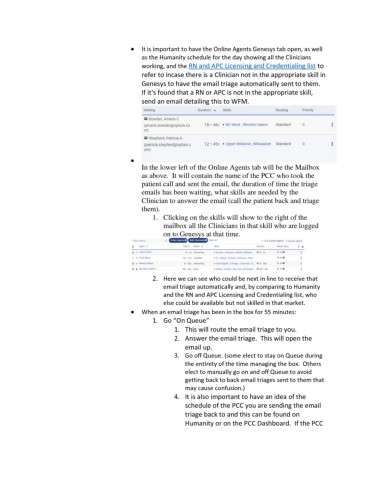 • It is important to have the Online Agents Genesys tab open, as well
as the Humanity schedule for the day showing all the Clinicians
working, and the RN and APC Licensing and Credentialing list to
refer to incase there is a Clinician not in the appropriate skill in
Genesys to have the email triage automatically sent to them.
If it's found that a RN or APC is not in the appropriate skill,
send an email detailing this to WFM.
Duration Skills Routing Priority
Standard 0
Standard 0
•
In the lower left of the Online Agents tab will be the Mailbox
as above. It will contain the name of the PCC who took the
patient call and sent the email, the duration of time the triage
emails has been waiting, what skills are needed by the
Clinician to answer the email (call the patient back and triage
them).
1. Clicking on the skills will show to the right of the
mailbox all the Clinicians in that skill who are logged
on to Genesys at that time.
2. Here we can see who could be next in line to receive that
email triage automatically and, by comparing to Humanity
and the RN and APC Licensing and Credentialing list, who
else could be available but not skilled in that market.
• When an email triage has been in the box for 55 minutes:
1. Go "On Queue"
1. This will route the email triage to you.
2. Answer the email triage. This will open the
email up.
3. Go off Queue. (some elect to stay on Queue during
the entirety of the time managing the box. Others
elect to manually go on and off Queue to avoid
getting back to back email triages sent to them that
may cause confusion.)
4. It is also important to have an idea of the
schedule of the PCC you are sending the email
triage back to and this can be found on
Humanity or on the PCC Dashboard. If the PCC